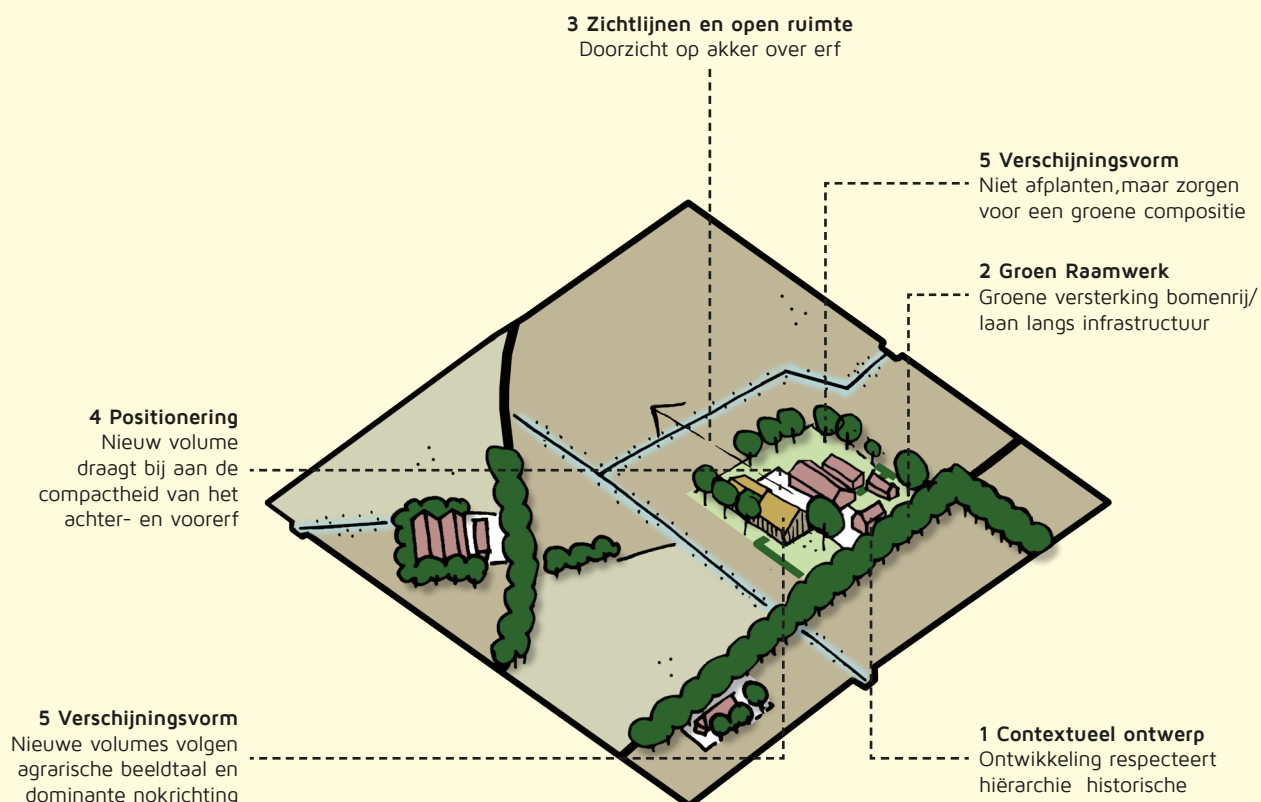 3 Zichtlijnen en open ruimte
Doorzicht op akker over erf
5 Verschijningsvorm
Niet afplanten,maar zorgen
voor een groene compositie
2 Groen Raamwerk
Groene versterking bomenrij/
laan langs infrastructuur
4 Positionering
Nieuw volume
draagt bij aan de
compactheid van het
achter- en voorerf
5 Verschijningsvorm
Nieuwe volumes volgen
agrarische beeldtaal en
dominante nokrichting
1 Contextueel ontwerp
Ontwikkeling respecteert
hiërarchie historische